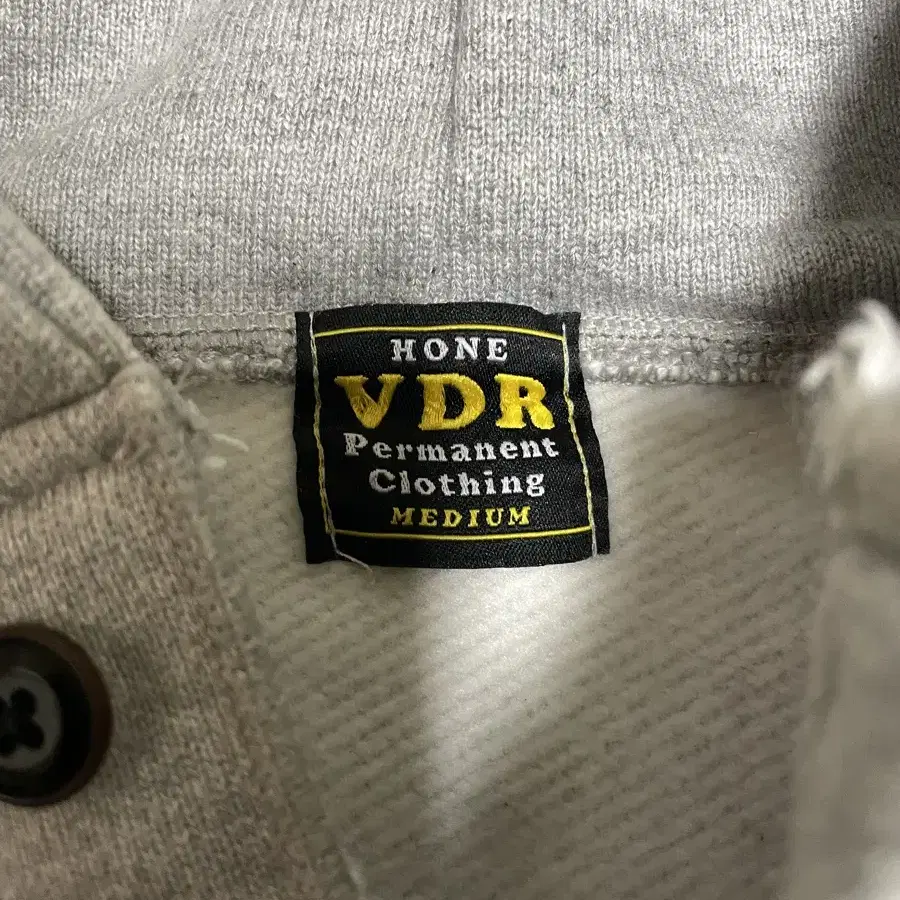 HONE
VDR
Permanent
Clothing
MEDIUM